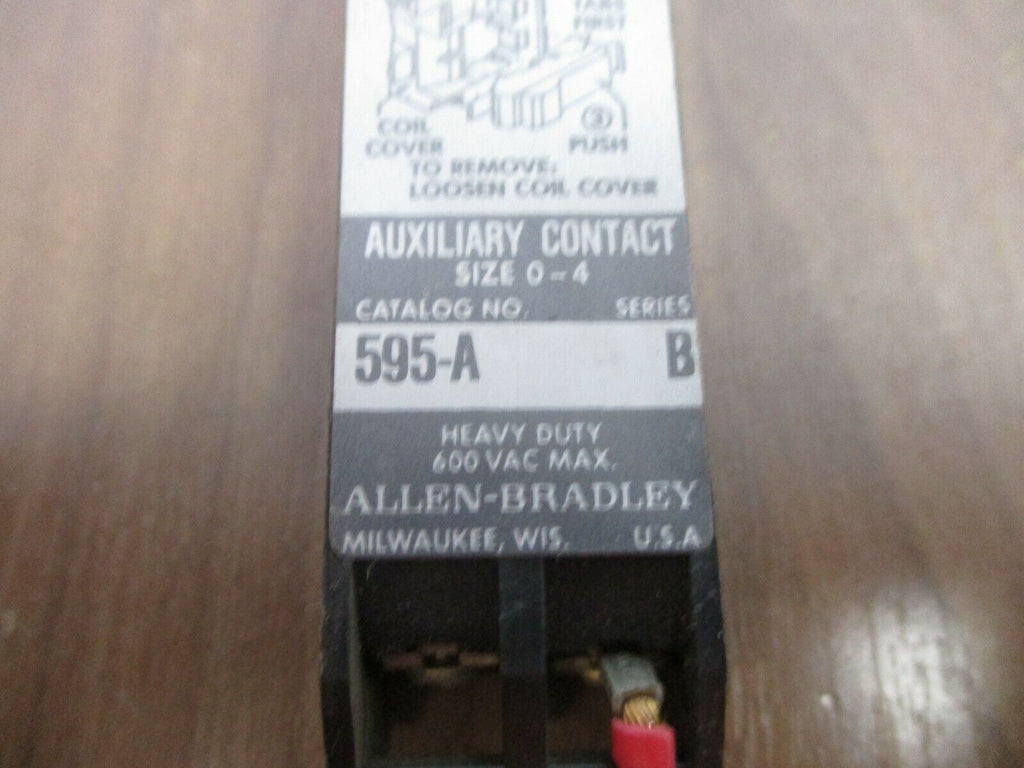 TABS
FIRST
COIL
COVER
③
PUSH
TO REMOVE,
LOOSEN COIL COVER
AUXILIARY CONTACT
SIZE 0-4
CATALOG NO. SERIES
595-A B
HEAVY DUTY
600 VAC MAX.
ALLEN-BRADLEY
MILWAUKEE, WIS. U.S.A